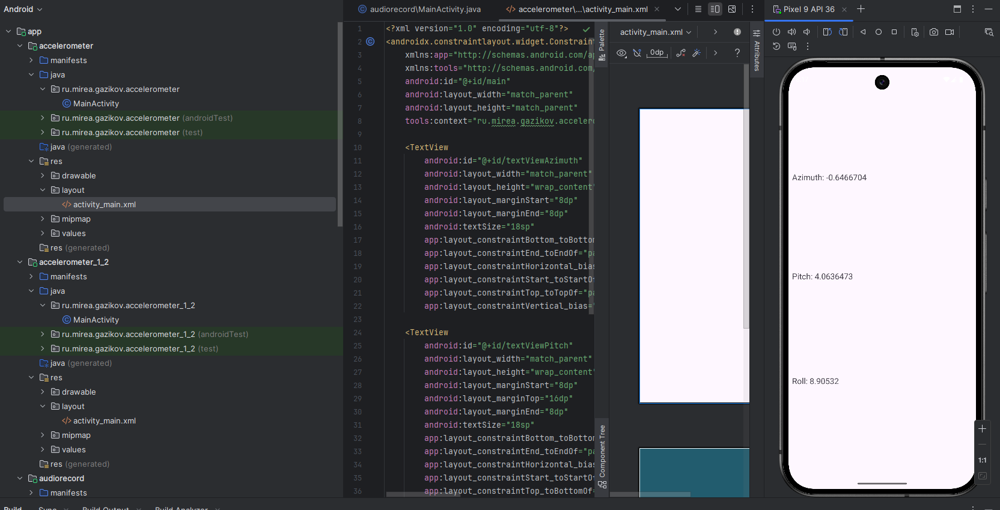 Android
app
accelerometer
manifests
java
ru.mirea.gazikov.accelerometer
MainActivity
ru.mirea.gazikov.accelerometer (androidTest)
ru.mirea.gazikov.accelerometer (test)
java (generated)
res
drawable
layout
activity_main.xml
mipmap
values
res (generated)
accelerometer_1_2
manifests
java
ru.mirea.gazikov.accelerometer_1_2
MainActivity
ru.mirea.gazikov.accelerometer_1_2 (androidTest)
ru.mirea.gazikov.accelerometer_1_2 (test)
java (generated)
res
drawable
layout
activity_main.xml
mipmap
values
res (generated)
audiorecord
manifests
audiorecord\MainActivity.java
accelerometer\...\activity_main.xml
1 <?xml version="1.0" encoding="utf-8"?>
2 <androidx.constraintlayout.widget.Constraint
3 xmlns:app="http://schemas.android.com/ap
4 xmlns:tools="http://schemas.android.com/
5 android:id="@+id/main"
6 android:layout_width="match_parent"
7 android:layout_height="match_parent"
8 tools:context="ru.mirea.gazikov.accelero
9
10 <TextView
11 android:id="@+id/textViewAzimuth"
12 android:layout_width="match_parent"
13 android:layout_height="wrap_content"
14 android:layout_marginStart="8dp"
15 android:layout_marginEnd="8dp"
16 android:textSize="18sp"
17 app:layout_constraintBottom_toBottom
18 app:layout_constraintEnd_toEndOf="pa
19 app:layout_constraintHorizontal_bias
20 app:layout_constraintStart_toStartOf
21 app:layout_constraintTop_toTopOf="pa
22 app:layout_constraintVertical_bias="
23
24 <TextView
25 android:id="@+id/textViewPitch"
26 android:layout_width="match_parent"
27 android:layout_height="wrap_content"
28 android:layout_marginStart="8dp"
29 android:layout_marginTop="16dp"
30 android:layout_marginEnd="8dp"
31 android:textSize="18sp"
32 app:layout_constraintBottom_toBottom
33 app:layout_constraintEnd_toEndOf="pa
34 app:layout_constraintHorizontal_bias
35 app:layout_constraintStart_toStartOf
36 app:layout_constraintTop_toBottomOf=
Palette
Component Tree
activity_main.xml
0dp
Attributes
Pixel 9 API 36
Azimuth: -0.6466704
Pitch: 4.0636473
Roll: 8.90532
1:1
Build Sync Build Output Build Analyzer